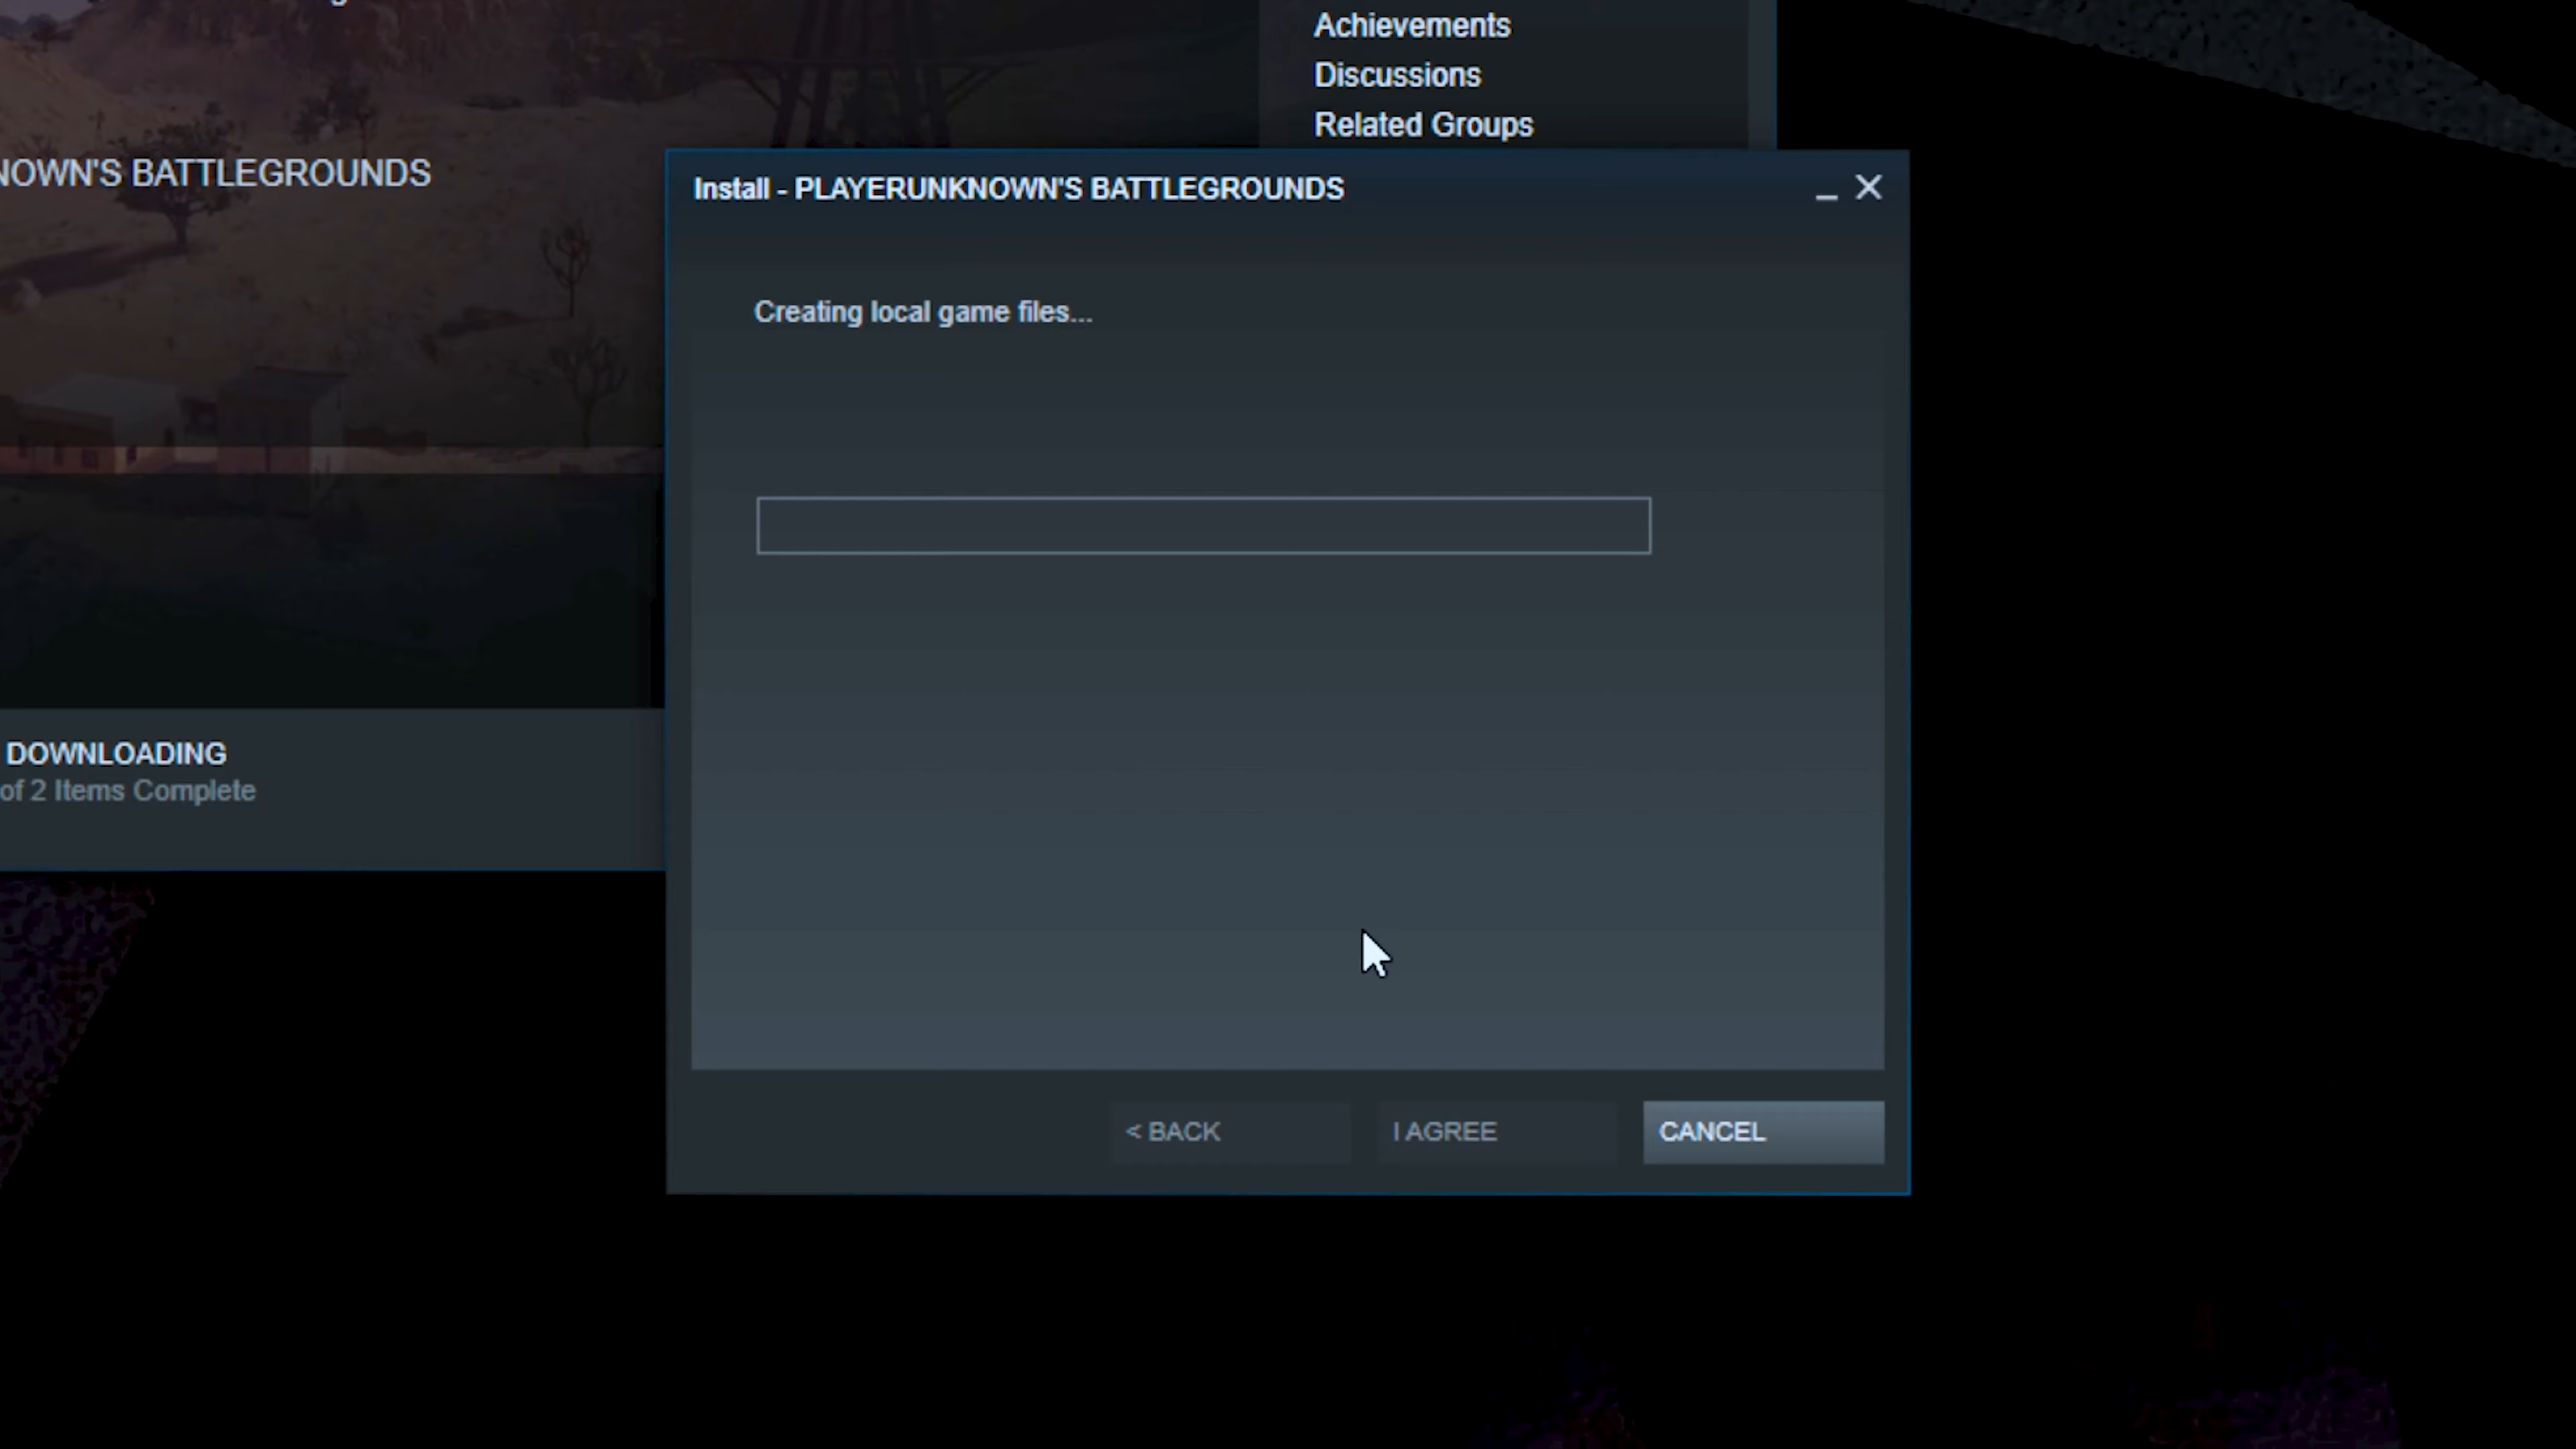 Achievements
Discussions
Related Groups
NOWN'S BATTLEGROUNDS
Install - PLAYERUNKNOWN'S BATTLEGROUNDS
Creating local game files...
DOWNLOADING
of 2 Items Complete
< BACK
I AGREE
CANCEL